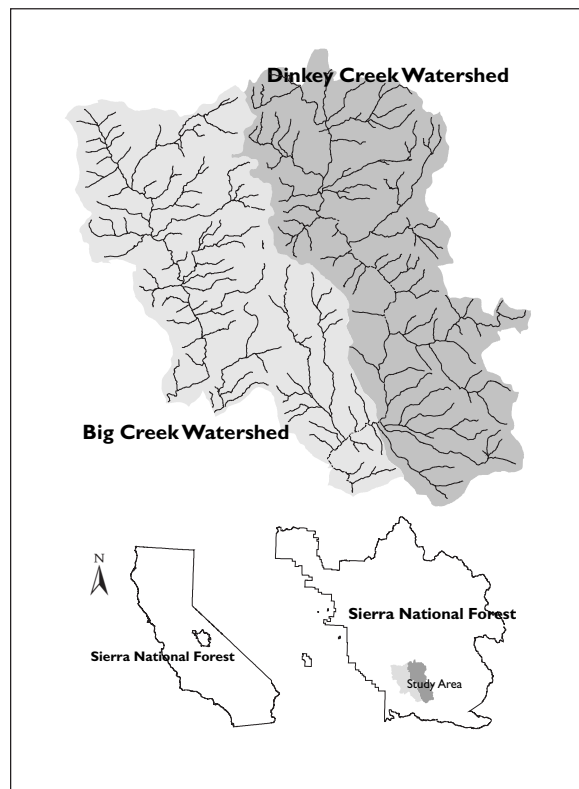 Dinkey Creek Watershed
Big Creek Watershed
N
Sierra National Forest
Sierra National Forest
Study Area